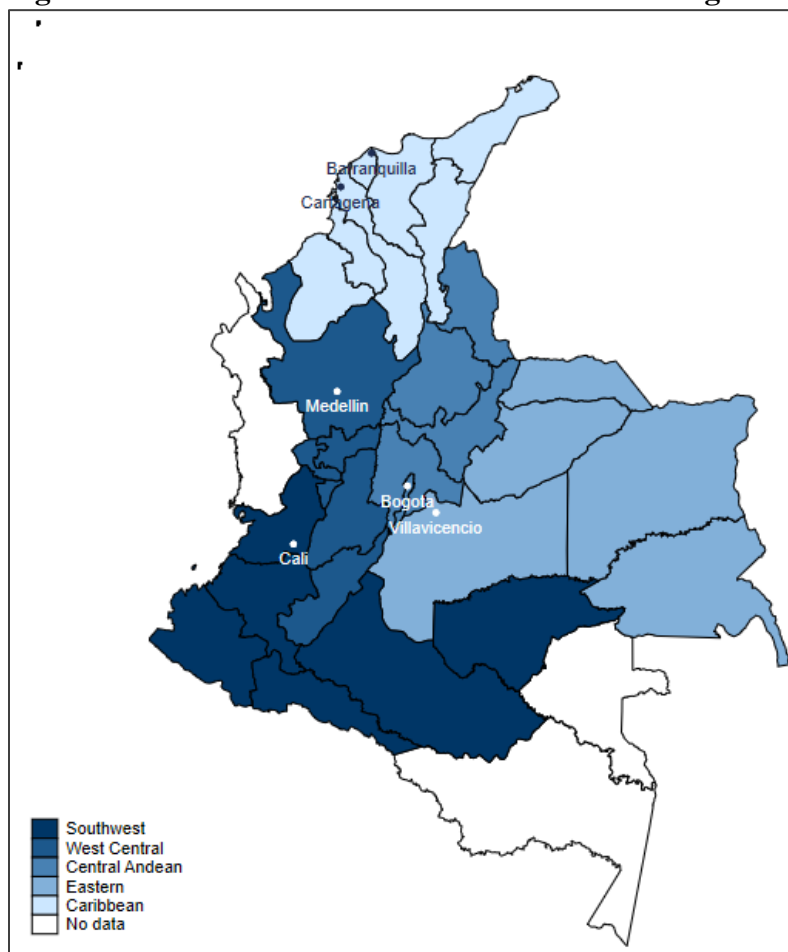 Barranquilla
Cartagena
Medellin
Bogota
Villavicencio
Cali
Southwest
West Central
Central Andean
Eastern
Caribbean
No data